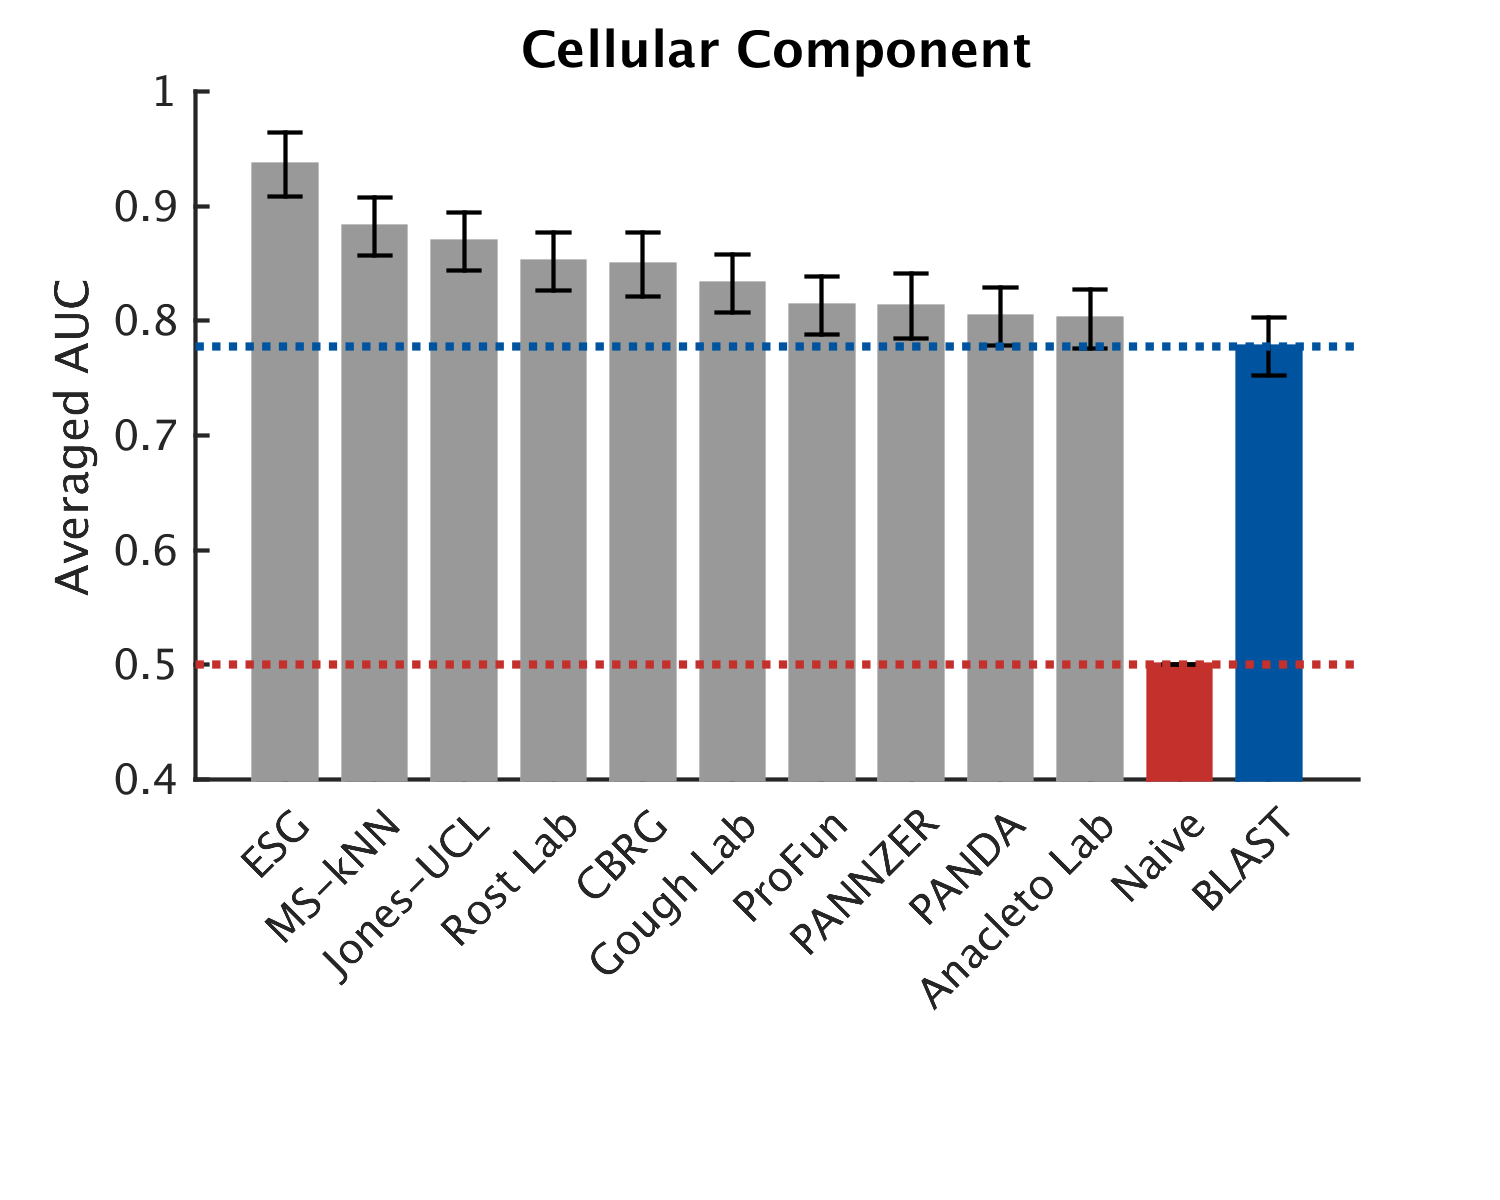 Cellular Component
Averaged AUC
1
0.9
0.8
0.7
0.6
0.5
0.4
ESG
MS-kNN
Jones-UCL
Rost Lab
CBRG
Gough Lab
ProFun
PANNZER
PANDA
Anacleto Lab
Naive
BLAST